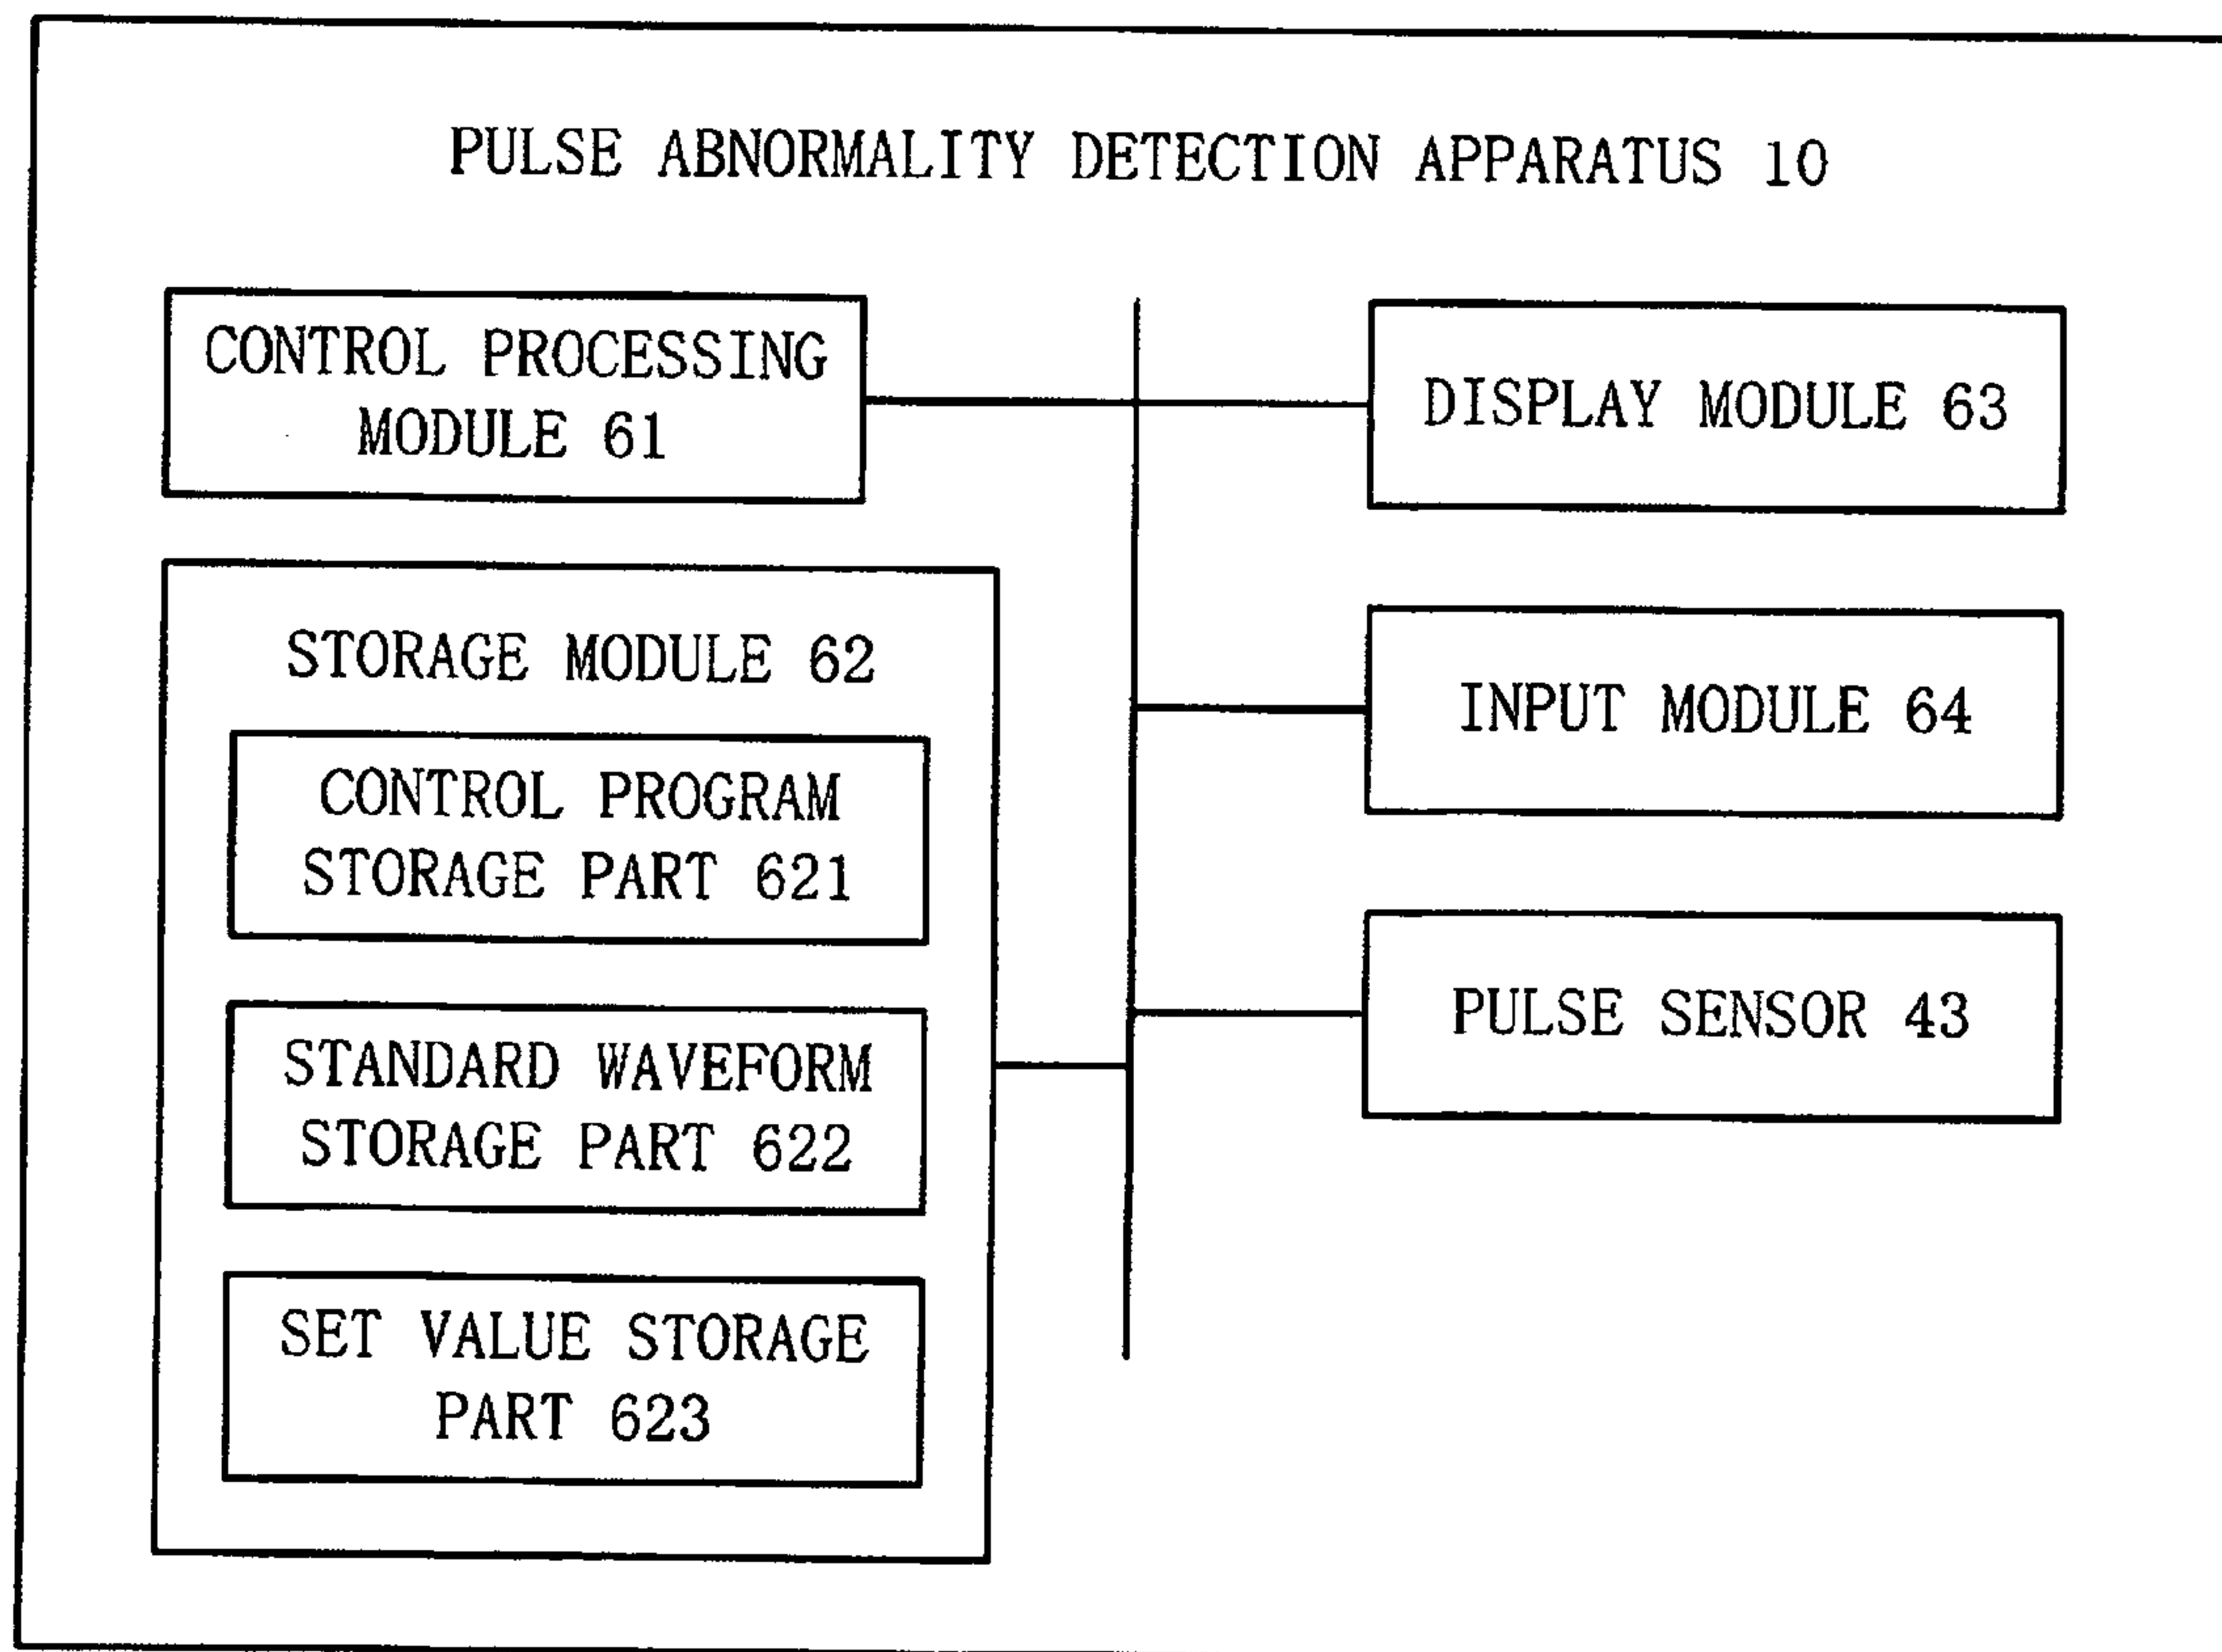 PULSE ABNORMALITY DETECTION APPARATUS 10
CONTROL PROCESSING
MODULE 61
STORAGE MODULE 62
CONTROL PROGRAM
STORAGE PART 621
STANDARD WAVEFORM
STORAGE PART 622
SET VALUE STORAGE
PART 623
DISPLAY MODULE 63
INPUT MODULE 64
PULSE SENSOR 43